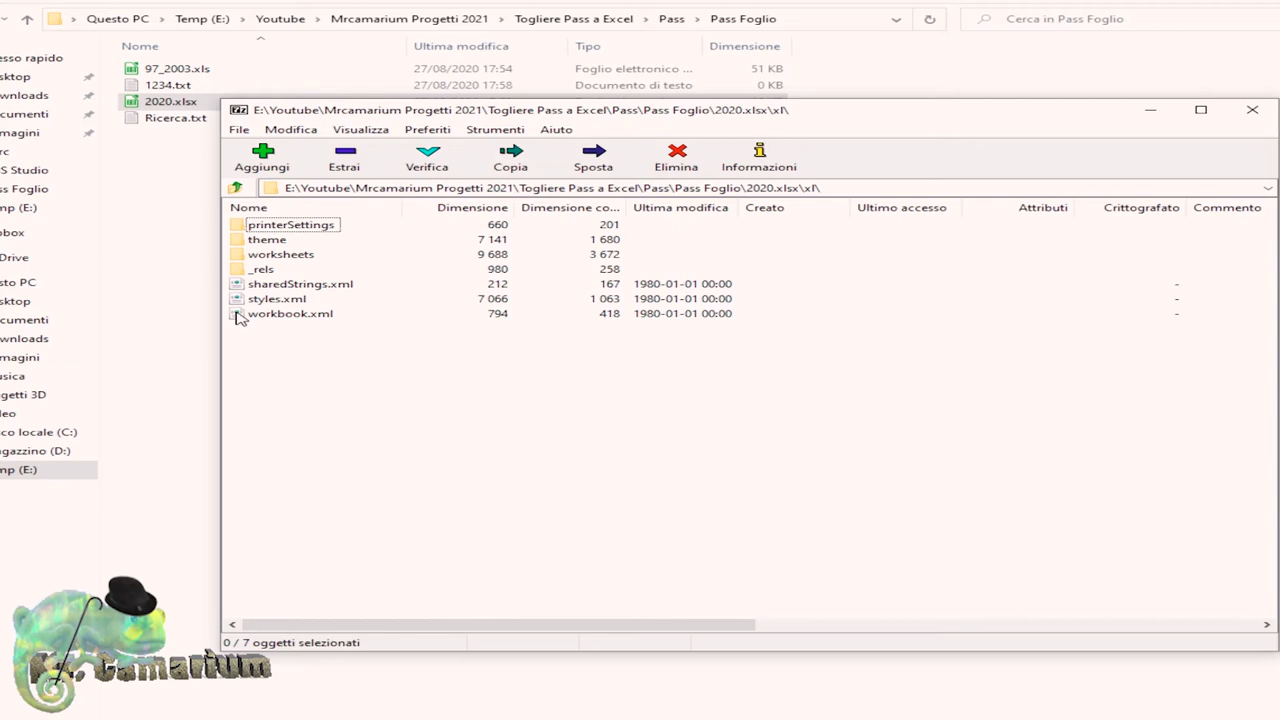 Questo PC > Temp (E:) > Youtube > Mrcamarium Progetti 2021 > Togliere Pass a Excel > Pass > Pass Foglio
Cerca in Pass Foglio
Nome Ultima modifica Tipo Dimensione
97_2003.xls 27/08/2020 17:54 Foglio elettronico ... 51 KB
1234.txt 27/08/2020 17:58 Documento di testo 0 KB
2020.xlsx
Ricerca.txt
esso rapido
sktop
wnloads
cumenti
magini
rc
S Studio
ss Foglio
mp (E:)
pbox
Drive
sto PC
sktop
cumenti
magini
usica
getti 3D
deo
co locale (C:)
gazzino (D:)
mp (E:)
E:\Youtube\Mrcamarium Progetti 2021\Togliere Pass a Excel\Pass\Pass Foglio\2020.xlsx\xl\
File Modifica Visualizza Preferiti Strumenti Aiuto
Aggiungi Estrai Verifica Copia Sposta Elimina Informazioni
E:\Youtube\Mrcamarium Progetti 2021\Togliere Pass a Excel\Pass\Pass Foglio\2020.xlsx\xl\
Nome Dimensione Dimensione co... Ultima modifica Creato Ultimo accesso Attributi Crittografato Commento
printerSettings 660 201
theme 7 141 1 680
worksheets 9 688 3 672
_rels 980 258
sharedStrings.xml 212 167 1980-01-01 00:00 -
styles.xml 7 066 1 063 1980-01-01 00:00 -
workbook.xml 794 418 1980-01-01 00:00 -
0 / 7 oggetti selezionati
Camarium